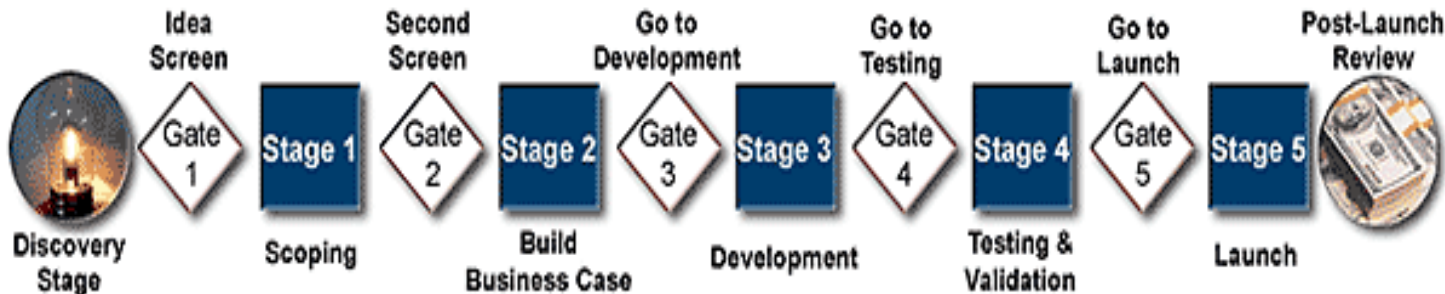 Idea
Screen
Second
Screen
Go to
Development
Go to
Testing
Go to
Launch
Post-Launch
Review
Gate
1
Stage 1
Gate
2
Stage 2
Gate
3
Stage 3
Gate
4
Stage 4
Gate
5
Stage 5
Discovery
Stage
Scoping
Build
Business Case
Development
Testing &
Validation
Launch